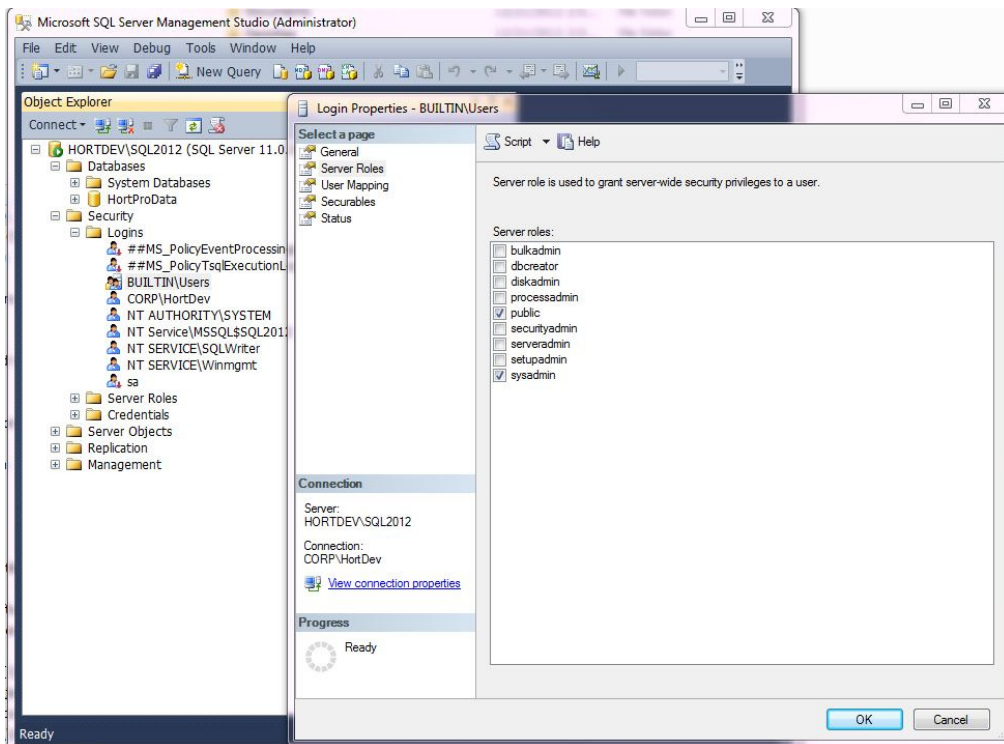 Microsoft SQL Server Management Studio (Administrator)
File Edit View Debug Tools Window Help
New Query
Object Explorer
Connect
HORTDEV\SQL2012 (SQL Server 11.0.
Databases
System Databases
HortProData
Security
Logins
##MS_PolicyEventProcessin
##MS_PolicyTsqlExecutionL
BUILTIN\Users
CORP\HortDev
NT AUTHORITY\SYSTEM
NT Service\MSSQL$SQL201
NT SERVICE\SQLWriter
NT SERVICE\Winmgmt
sa
Server Roles
Credentials
Server Objects
Replication
Management
Ready
Login Properties - BUILTIN\Users
Select a page
General
Server Roles
User Mapping
Securables
Status
Connection
Server:
HORTDEV\SQL2012
Connection:
CORP\HortDev
View connection properties
Progress
Ready
Script Help
Server role is used to grant server-wide security privileges to a user.
Server roles:
bulkadmin
dbcreator
diskadmin
processadmin
public
securityadmin
serveradmin
setupadmin
sysadmin
OK Cancel